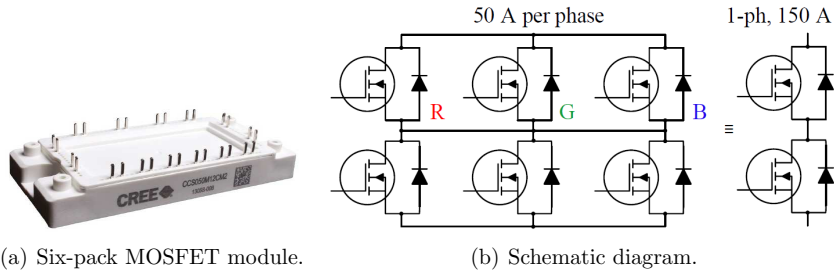 50 A per phase
1-ph, 150 A
R
G
B
≡
CREE
CCS050M12CM2
(a) Six-pack MOSFET module.
(b) Schematic diagram.